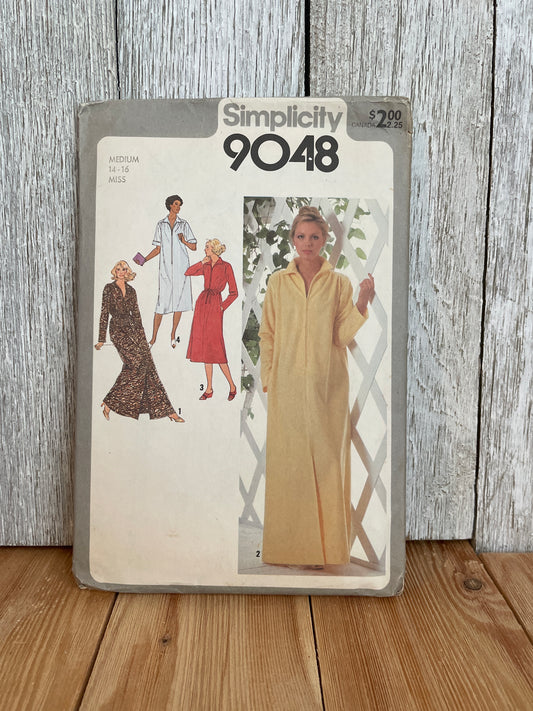 Simplicity
9048
$2.00
CANADA 2.25
MEDIUM
14-16
MISS
4
3
1
2